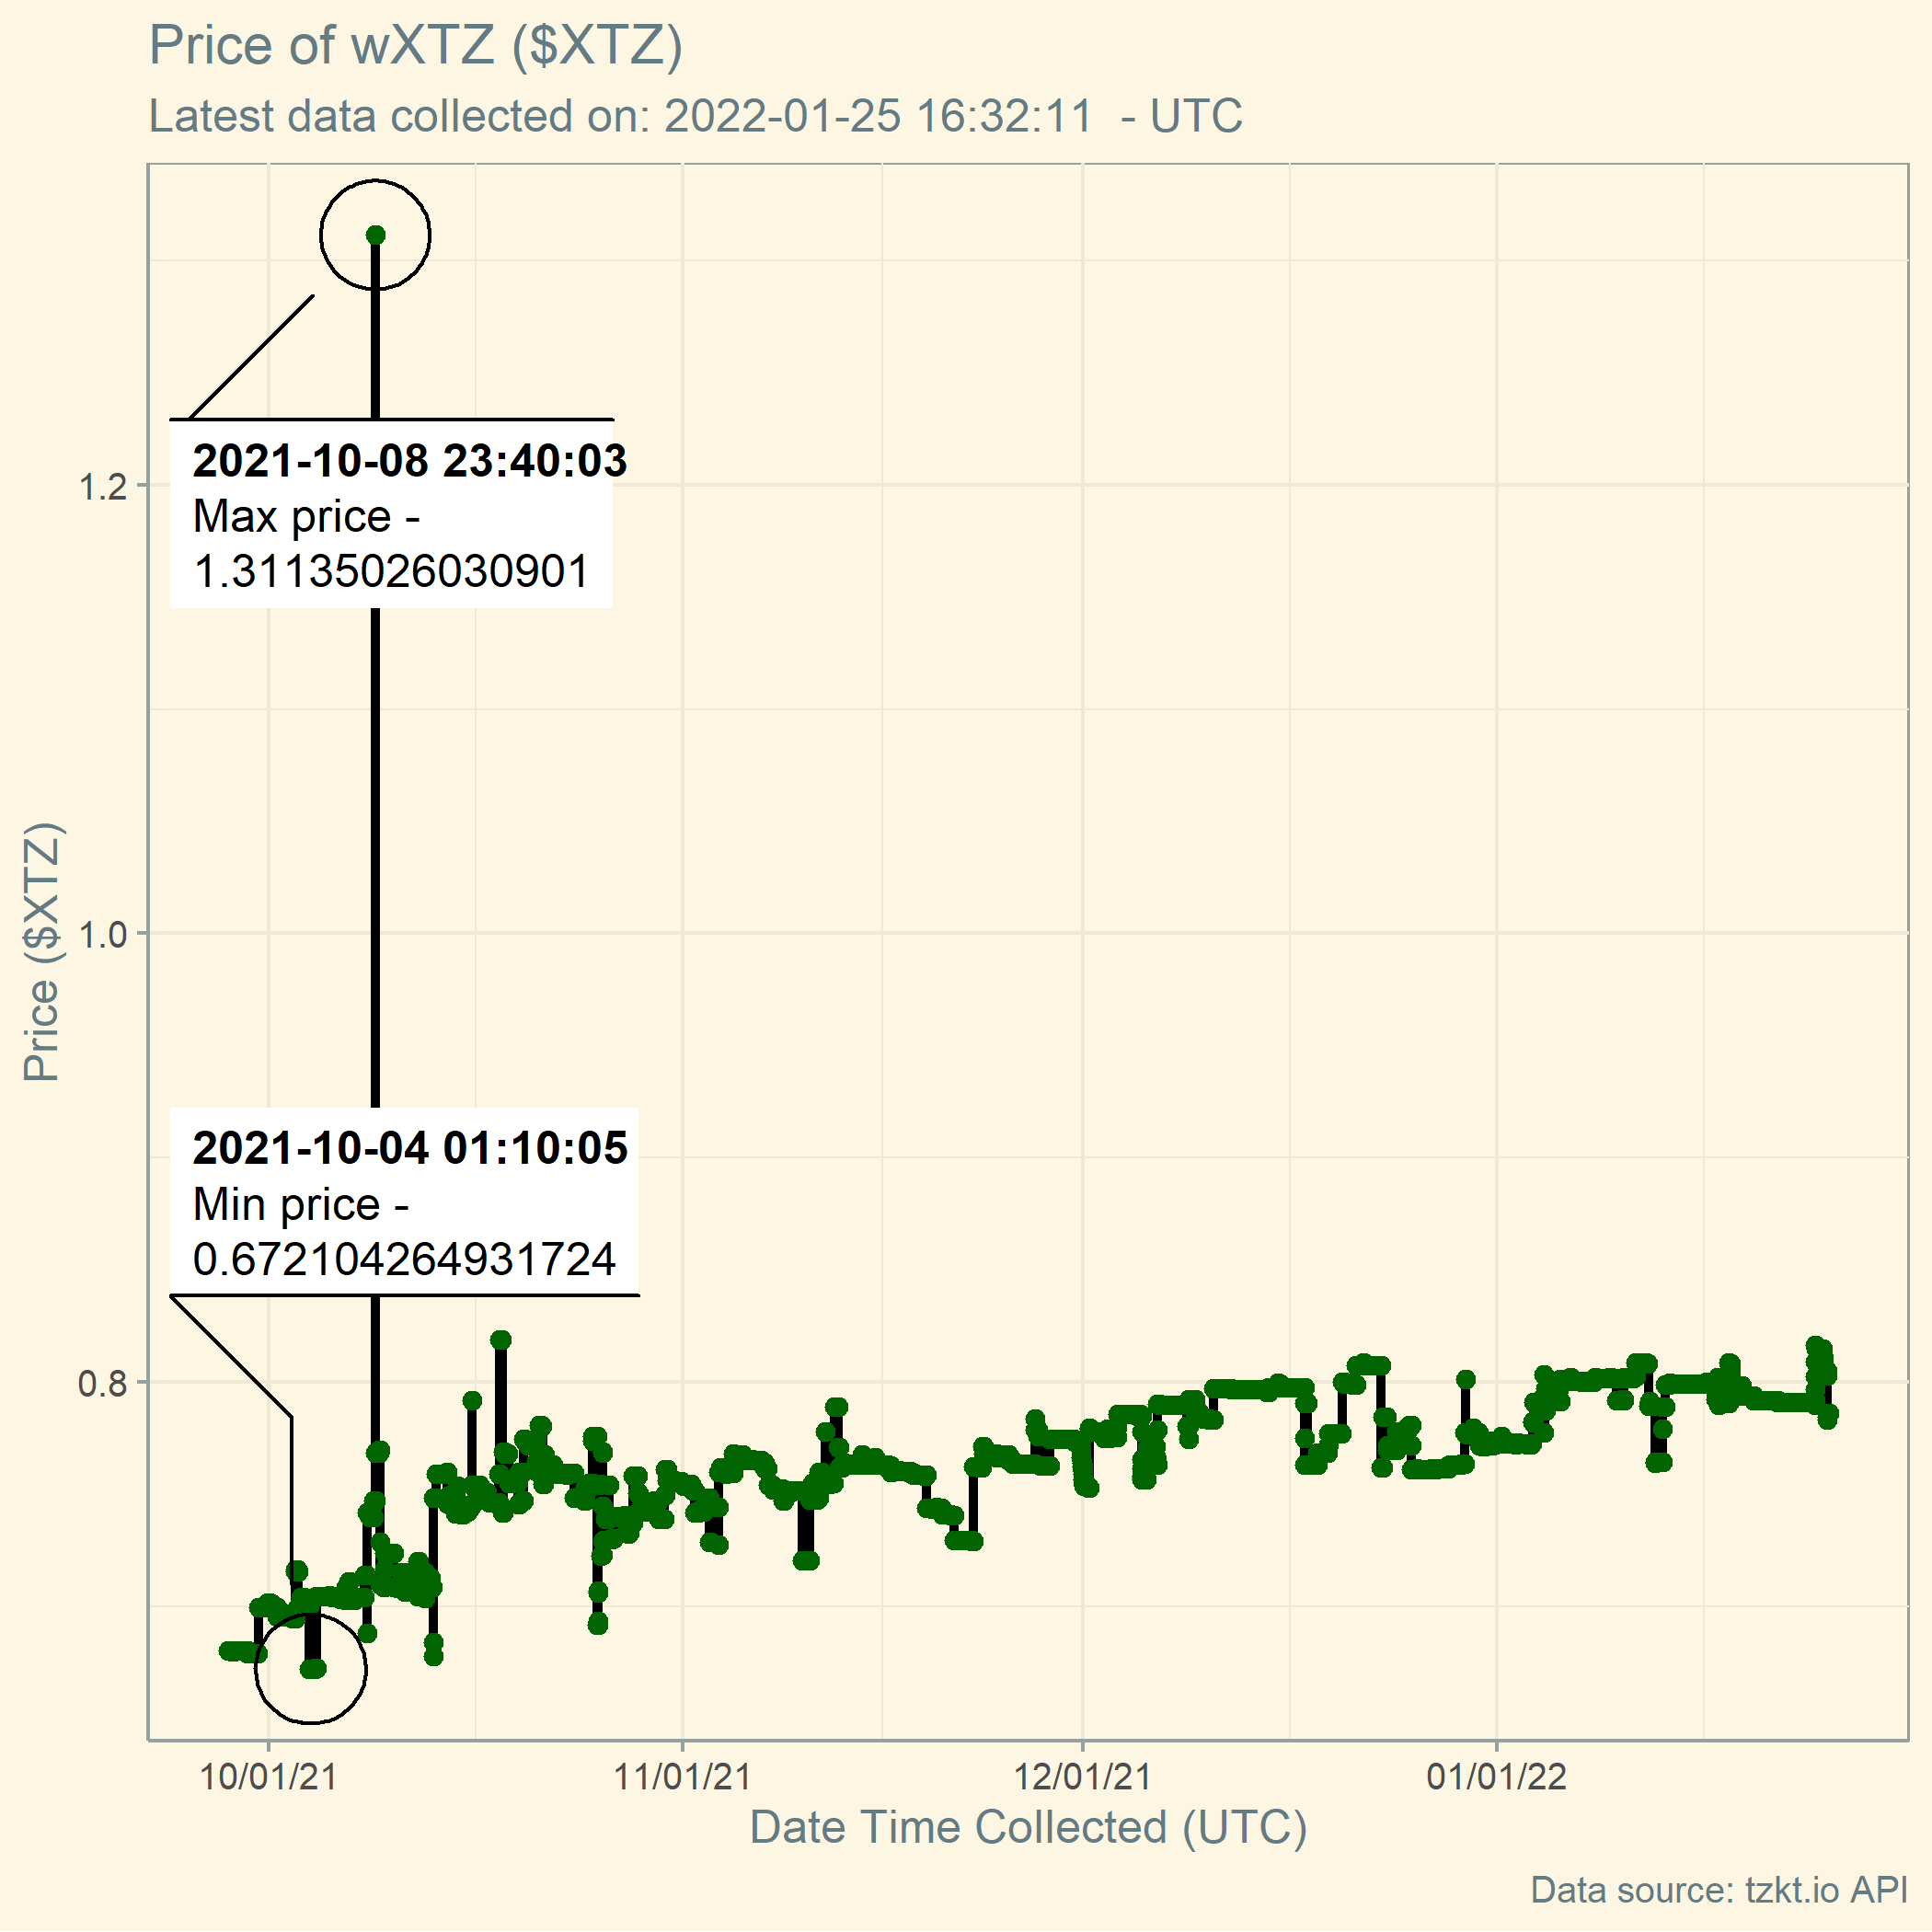 Price of wXTZ ($XTZ)
Latest data collected on: 2022-01-25 16:32:11  - UTC
2021-10-08 23:40:03
Max price -
1.31135026030901
1.2
1.0
2021-10-04 01:10:05
Min price -
0.672104264931724
0.8
Price ($XTZ)
10/01/21
11/01/21
12/01/21
01/01/22
Date Time Collected (UTC)
Data source: tzkt.io API